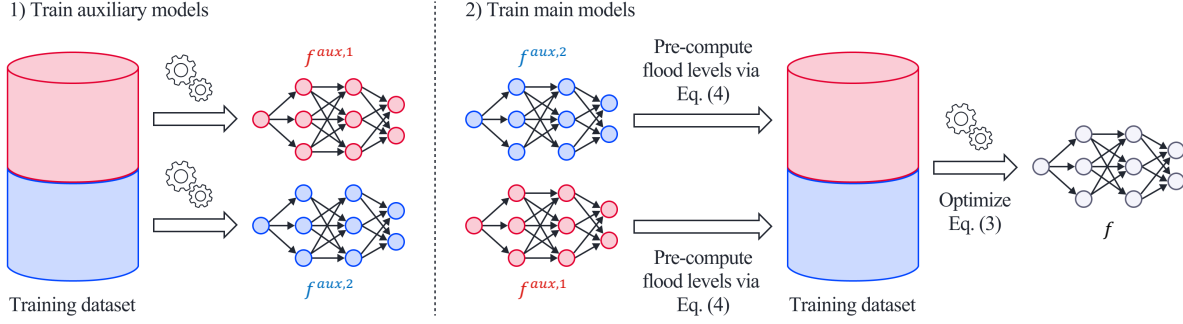 1) Train auxiliary models
f^{aux,1}
f^{aux,2}
Training dataset
2) Train main models
f^{aux,2}
Pre-compute
flood levels via
Eq. (4)
f^{aux,1}
Pre-compute
flood levels via
Eq. (4)
Training dataset
Optimize
Eq. (3)
f